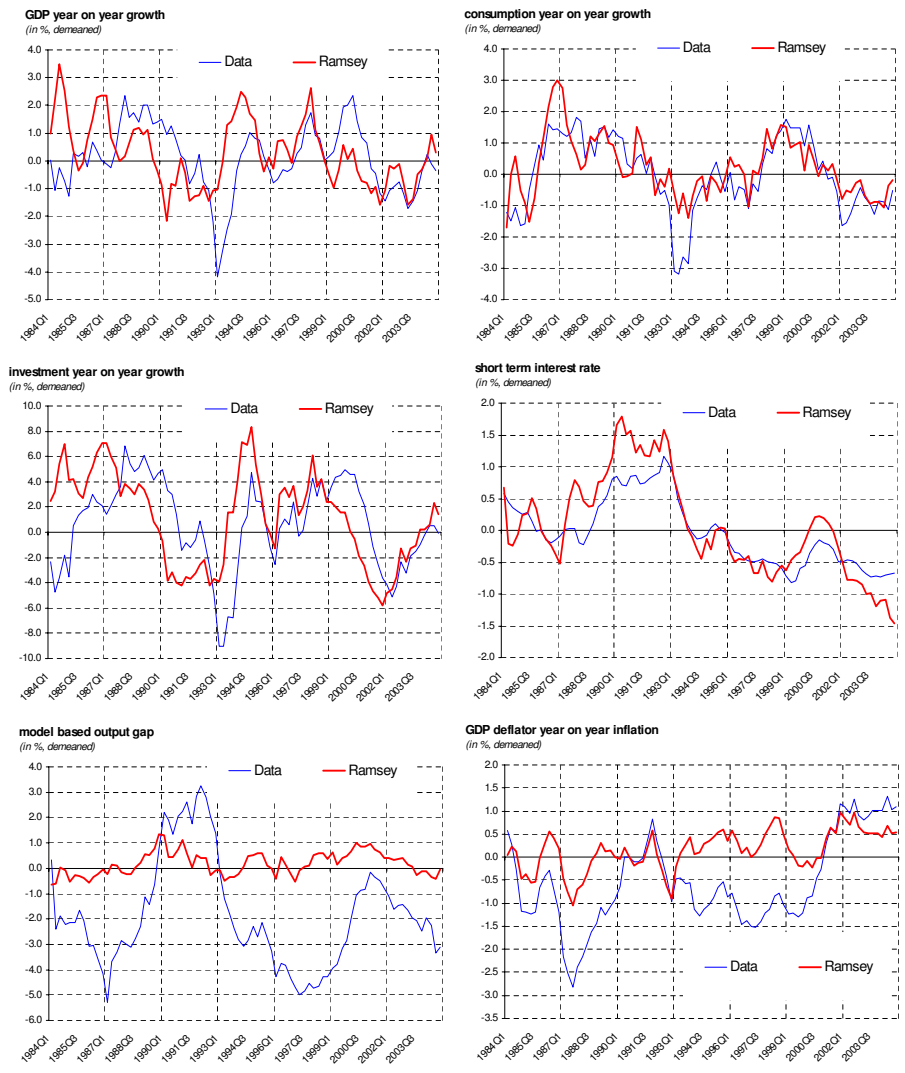 GDP year on year growth
(in %, demeaned)
Data
Ramsey
4.0
3.0
2.0
1.0
0.0
-1.0
-2.0
-3.0
-4.0
-5.0
1984Q1
1985Q3
1987Q1
1988Q3
1990Q1
1991Q3
1993Q1
1994Q3
1996Q1
1997Q3
1999Q1
2000Q3
2002Q1
2003Q3
consumption year on year growth
(in %, demeaned)
Data
Ramsey
4.0
3.0
2.0
1.0
0.0
-1.0
-2.0
-3.0
-4.0
1984Q1
1985Q3
1987Q1
1988Q3
1990Q1
1991Q3
1993Q1
1994Q3
1996Q1
1997Q3
1999Q1
2000Q3
2002Q1
2003Q3
investment year on year growth
(in %, demeaned)
Data
Ramsey
10.0
8.0
6.0
4.0
2.0
0.0
-2.0
-4.0
-6.0
-8.0
-10.0
1984Q1
1985Q3
1987Q1
1988Q3
1990Q1
1991Q3
1993Q1
1994Q3
1996Q1
1997Q3
1999Q1
2000Q3
2002Q1
2003Q3
short term interest rate
(in %, demeaned)
Data
Ramsey
2.0
1.5
1.0
0.5
0.0
-0.5
-1.0
-1.5
-2.0
1984Q1
1985Q3
1987Q1
1988Q3
1990Q1
1991Q3
1993Q1
1994Q3
1996Q1
1997Q3
1999Q1
2000Q3
2002Q1
2003Q3
model based output gap
(in %, demeaned)
Data
Ramsey
4.0
3.0
2.0
1.0
0.0
-1.0
-2.0
-3.0
-4.0
-5.0
-6.0
1984Q1
1985Q3
1987Q1
1988Q3
1990Q1
1991Q3
1993Q1
1994Q3
1996Q1
1997Q3
1999Q1
2000Q3
2002Q1
2003Q3
GDP deflator year on year inflation
(in %, demeaned)
2.0
1.5
1.0
0.5
0.0
-0.5
-1.0
-1.5
-2.0
-2.5
-3.0
-3.5
Data
Ramsey
1984Q1
1985Q3
1987Q1
1988Q3
1990Q1
1991Q3
1993Q1
1994Q3
1996Q1
1997Q3
1999Q1
2000Q3
2002Q1
2003Q3